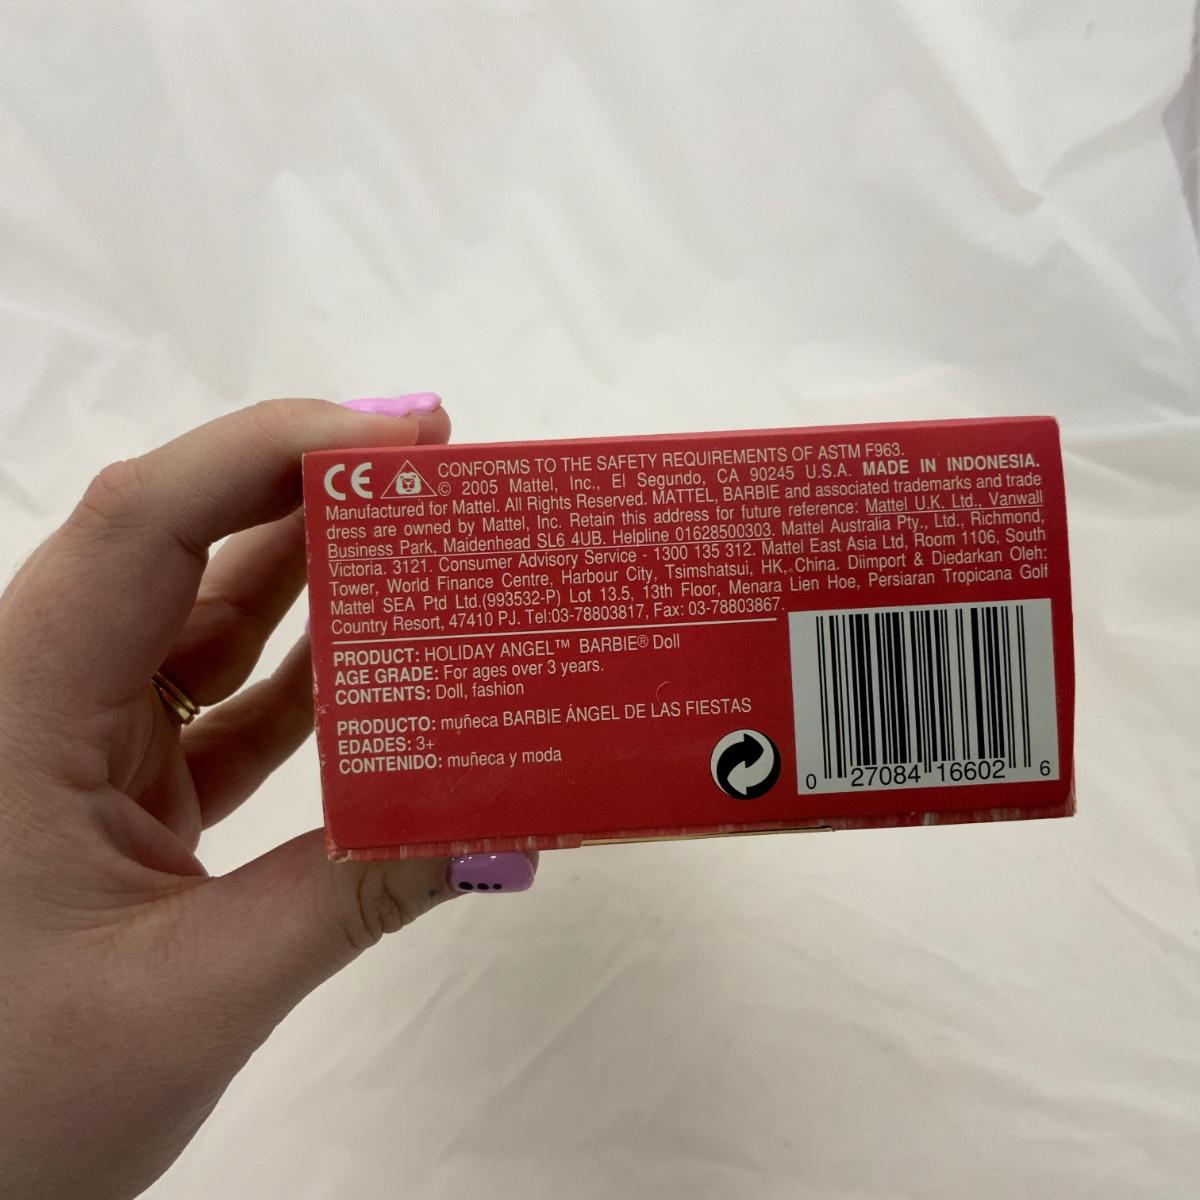 CE CONFORMS TO THE SAFETY REQUIREMENTS OF ASTM F963.
© 2005 Mattel, Inc., El Segundo, CA 90245 U.S.A. MADE IN INDONESIA.
Manufactured for Mattel. All Rights Reserved. MATTEL, BARBIE and associated trademarks and trade
dress are owned by Mattel, Inc. Retain this address for future reference: Mattel U.K. Ltd., Vanwall
Business Park, Maidenhead SL6 4UB. Helpline 01628500303. Mattel Australia Pty., Ltd., Richmond,
Victoria. 3121. Consumer Advisory Service - 1300 135 312. Mattel East Asia Ltd, Room 1106, South
Tower, World Finance Centre, Harbour City, Tsimshatsui, HK, China. Diimport & Diedarkan Oleh:
Mattel SEA Ptd Ltd.(993532-P) Lot 13.5, 13th Floor, Menara Lien Hoe, Persiaran Tropicana Golf
Country Resort, 47410 PJ. Tel:03-78803817, Fax: 03-78803867.
PRODUCT: HOLIDAY ANGEL™ BARBIE® Doll
AGE GRADE: For ages over 3 years.
CONTENTS: Doll, fashion
PRODUCTO: muñeca BARBIE ÁNGEL DE LAS FIESTAS
EDADES: 3+
CONTENIDO: muñeca y moda
0 27084 16602 6